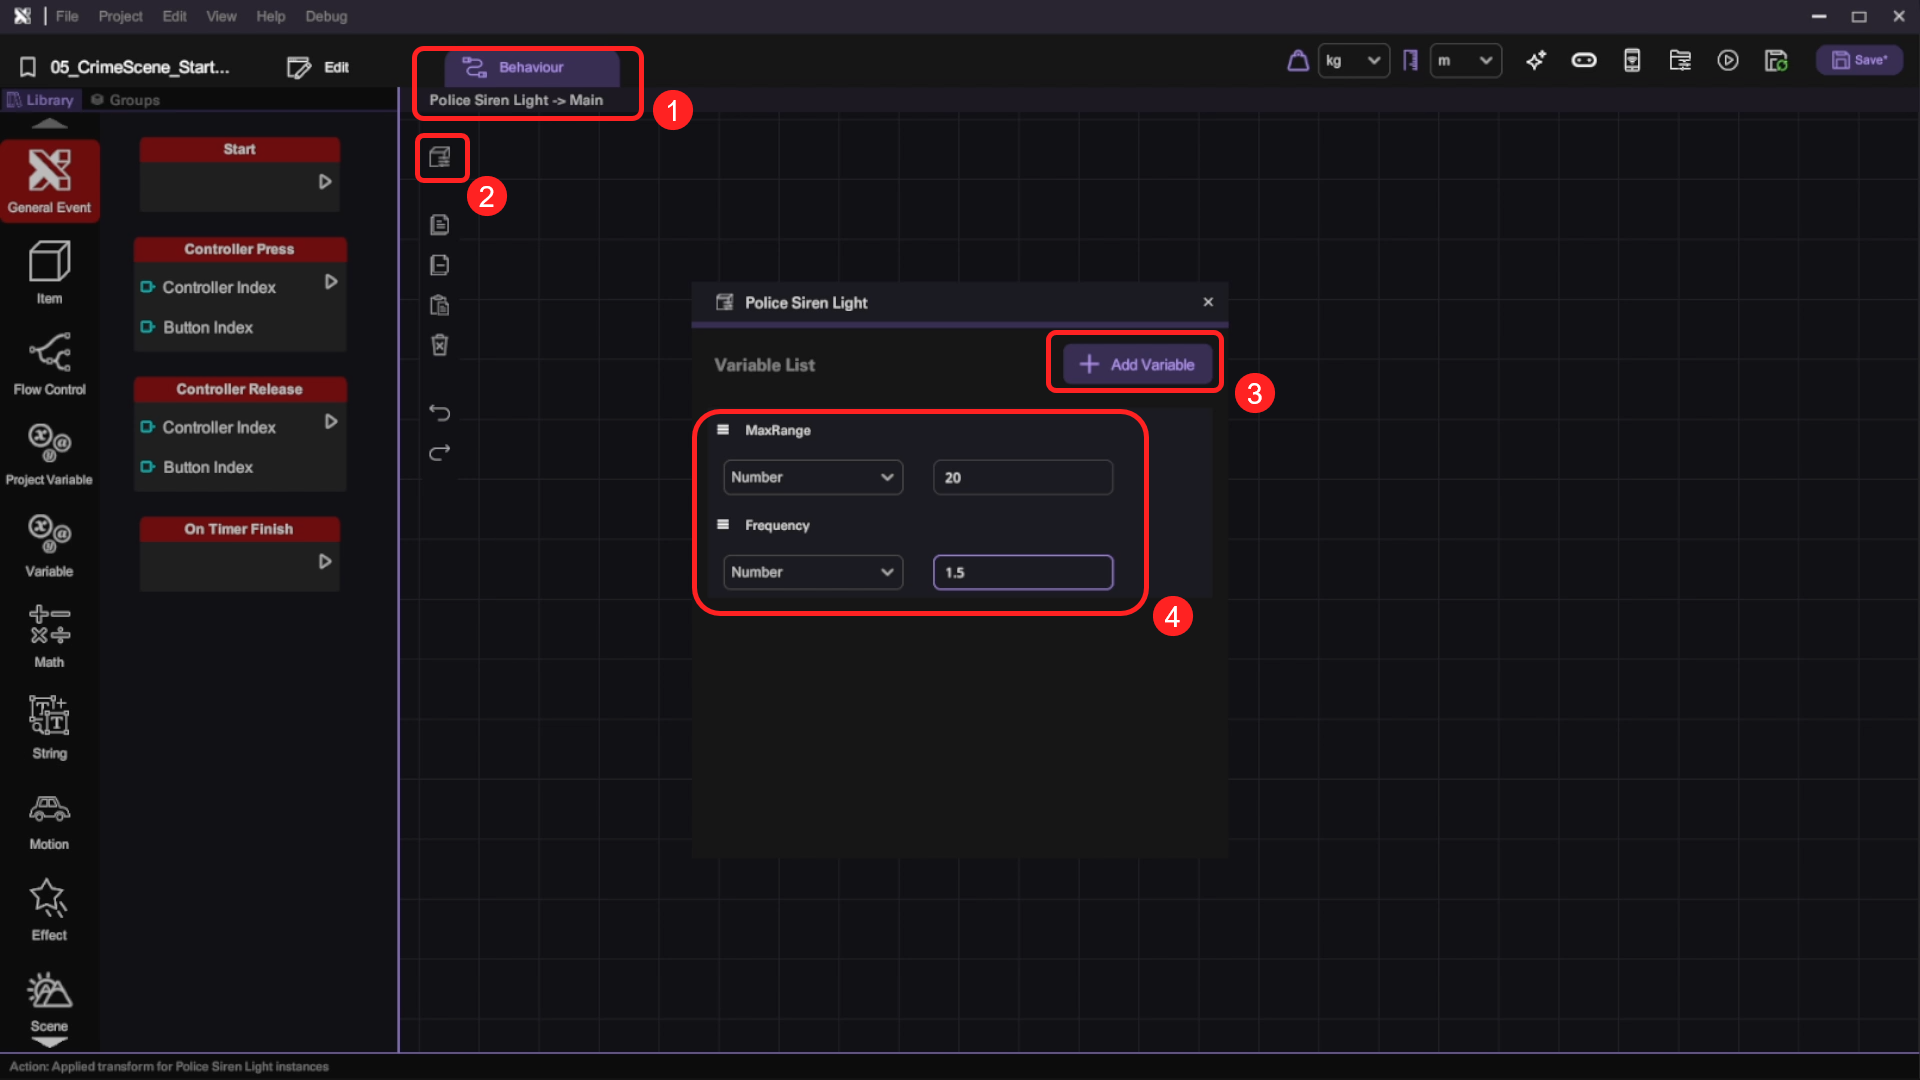 File Project Edit View Help Debug
05_CrimeScene_Start... Edit
Behaviour
kg m Save*
Library Groups
Police Siren Light -> Main
1
2
General Event
Item
Flow Control
Project Variable
Variable
Math
String
Motion
Effect
Scene
Start
Controller Press
Controller Index
Button Index
Controller Release
Controller Index
Button Index
On Timer Finish
Police Siren Light
Variable List
Add Variable
3
MaxRange
Number 20
Frequency
Number 1.5
4
Action: Applied transform for Police Siren Light instances